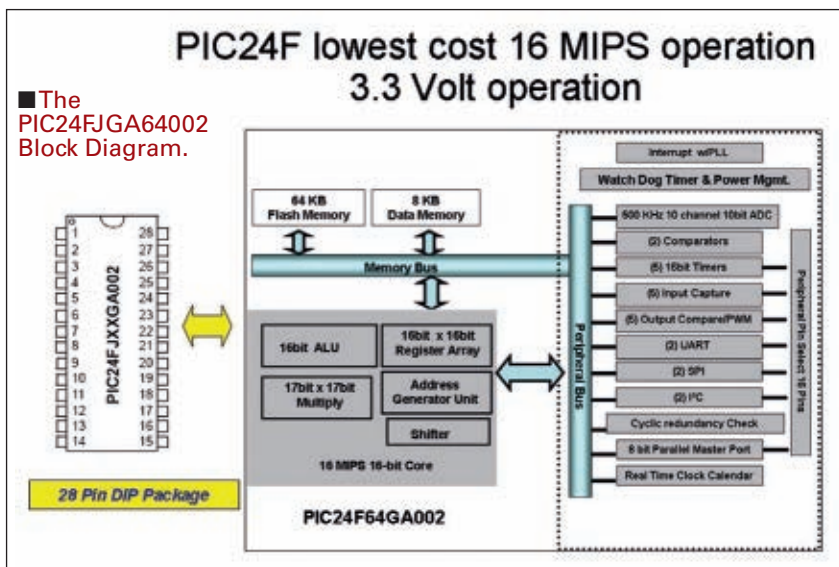 PIC24F lowest cost 16 MIPS operation
3.3 Volt operation
■The
PIC24FJGA64002
Block Diagram.
1
2
3
4
5
6
7
8
9
10
11
12
13
14
28
27
26
25
24
23
22
21
20
19
18
17
16
15
PIC24FJXXGA002
28 Pin DIP Package
64 KB
Flash Memory
8 KB
Data Memory
Memory Bus
16bit ALU
16bit x 16bit
Register Array
17bit x 17bit
Multiply
Address
Generator Unit
Shifter
16 MIPS 16-bit Core
PIC24F64GA002
Peripheral Bus
Interrupt w/PLL
Watch Dog Timer & Power Mgmt.
500 KHz 10 channel 10bit ADC
(2) Comparators
(5) 16bit Timers
(5) Input Capture
(5) Output Compare/PWM
(2) UART
(2) SPI
(2) I²C
Cyclic redundancy Check
8 bit Parallel Master Port
Real Time Clock Calendar
Peripheral Pin Select 16 Pins